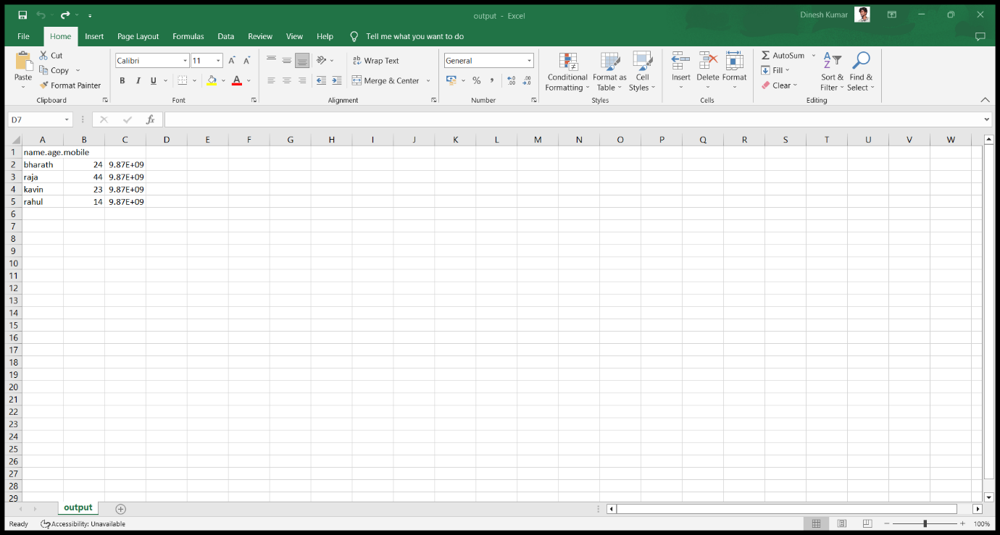 output - Excel
Dinesh Kumar
File Home Insert Page Layout Formulas Data Review View Help Tell me what you want to do
Paste
Cut
Copy
Format Painter
Calibri 11
B I U
Wrap Text
Merge & Center
General
Conditional Formatting
Format as Table
Cell Styles
Insert Delete Format
AutoSum
Fill
Clear
Sort & Filter
Find & Select
Clipboard Font Alignment Number Styles Cells Editing
D7 fx
A B C D E F G H I J K L M N O P Q R S T U V W
1 name.age.mobile
2 bharath 24 9.87E+09
3 raja 44 9.87E+09
4 kavin 23 9.87E+09
5 rahul 14 9.87E+09
6
7
8
9
10
11
12
13
14
15
16
17
18
19
20
21
22
23
24
25
26
27
28
29
output
Ready Accessibility: Unavailable 100%